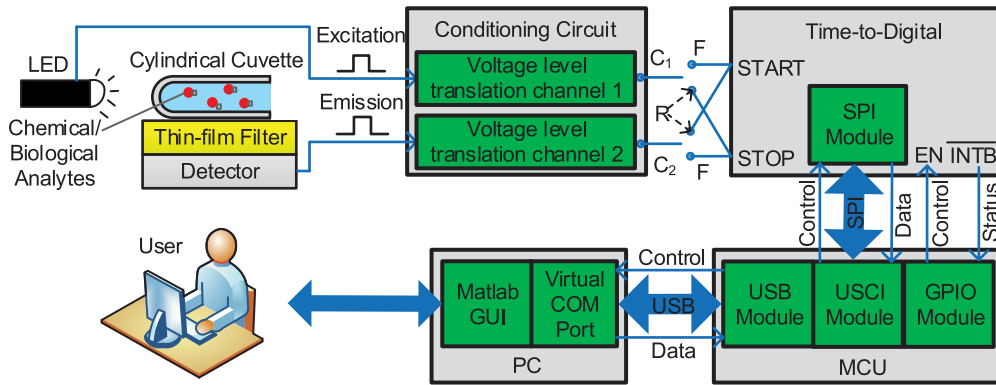 LED
Cylindrical Cuvette
Chemical/
Biological
Analytes
Thin-film Filter
Detector
Excitation
Emission
Conditioning Circuit
Voltage level
translation channel 1
Voltage level
translation channel 2
C1
F
R
C2
F
Time-to-Digital
START
STOP
SPI
Module
EN
INTB
Control
SPI
Data
Control
Status
User
Matlab
GUI
Virtual
COM
Port
PC
Control
USB
Data
USB
Module
USCI
Module
GPIO
Module
MCU